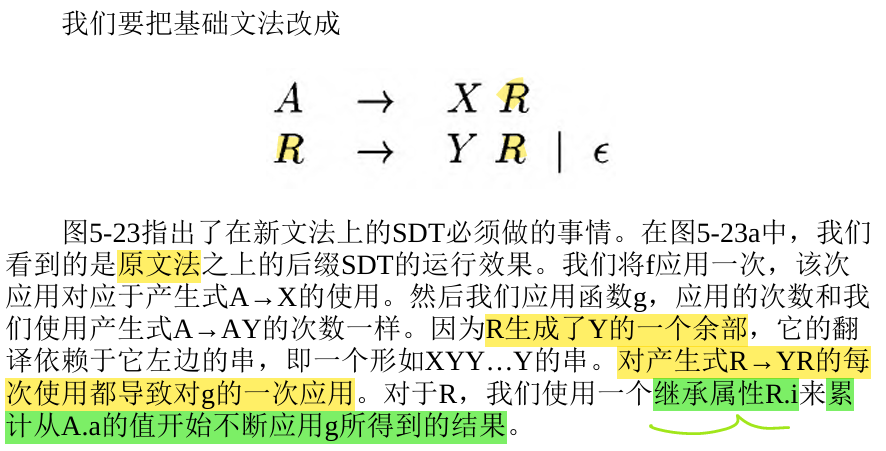 我们要把基础文法改成
A → X R
R → Y R | ϵ
图5-23指出了在新文法上的SDT必须做的事情。在图5-23a中，我们
看到的是原文法之上的后缀SDT的运行效果。我们将f应用一次，该次
应用对应于产生式A→X的使用。然后我们应用函数g，应用的次数和我
们使用产生式A→AY的次数一样。因为R生成了Y的一个余部，它的翻
译依赖于它左边的串，即一个形如XYY…Y的串。对产生式R→YR的每
次使用都导致对g的一次应用。对于R，我们使用一个继承属性R.i来累
计从A.a的值开始不断应用g所得到的结果。